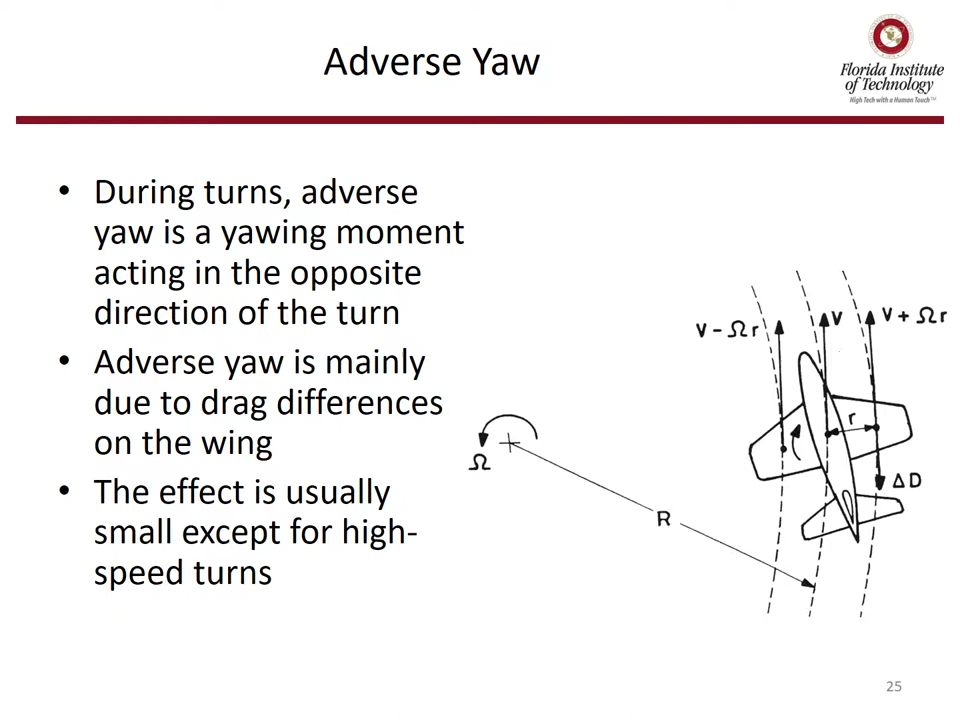 Adverse Yaw
Florida Institute
of Technology
High Tech with a Human Touch™
• During turns, adverse
yaw is a yawing moment
acting in the opposite
direction of the turn
• Adverse yaw is mainly
due to drag differences
on the wing
• The effect is usually
small except for high-
speed turns
V - Ωr
V
V + Ωr
r
ΔD
Ω
R
25